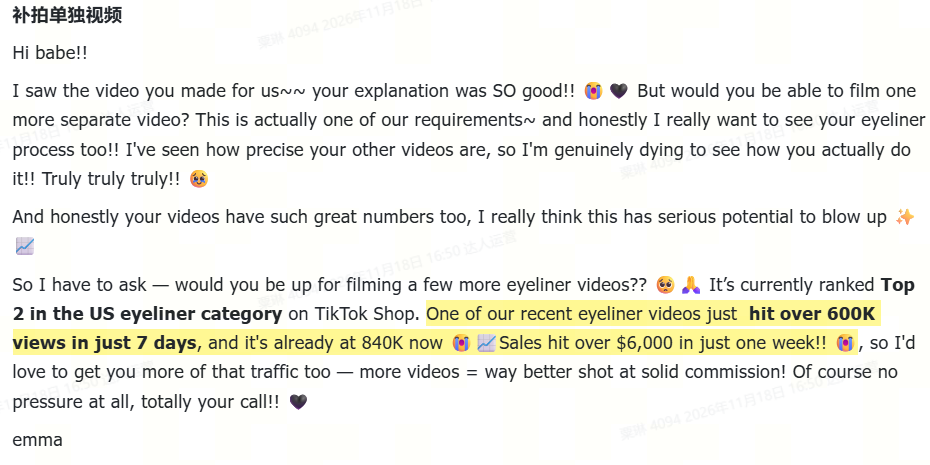 补拍单独视频
Hi babe!!
I saw the video you made for us~~ your explanation was SO good!! 😭 🖤 But would you be able to film one
more separate video? This is actually one of our requirements~ and honestly I really want to see your eyeliner
process too!! I've seen how precise your other videos are, so I'm genuinely dying to see how you actually do
it!! Truly truly truly!! 🥹
And honestly your videos have such great numbers too, I really think this has serious potential to blow up ✨
📈
So I have to ask — would you be up for filming a few more eyeliner videos?? 🥺 🙏 It’s currently ranked Top
2 in the US eyeliner category on TikTok Shop. One of our recent eyeliner videos just hit over 600K
views in just 7 days, and it's already at 840K now 😭 📈 Sales hit over $6,000 in just one week!! 😭 , so I'd
love to get you more of that traffic too — more videos = way better shot at solid commission! Of course no
pressure at all, totally your call!! 🖤
emma